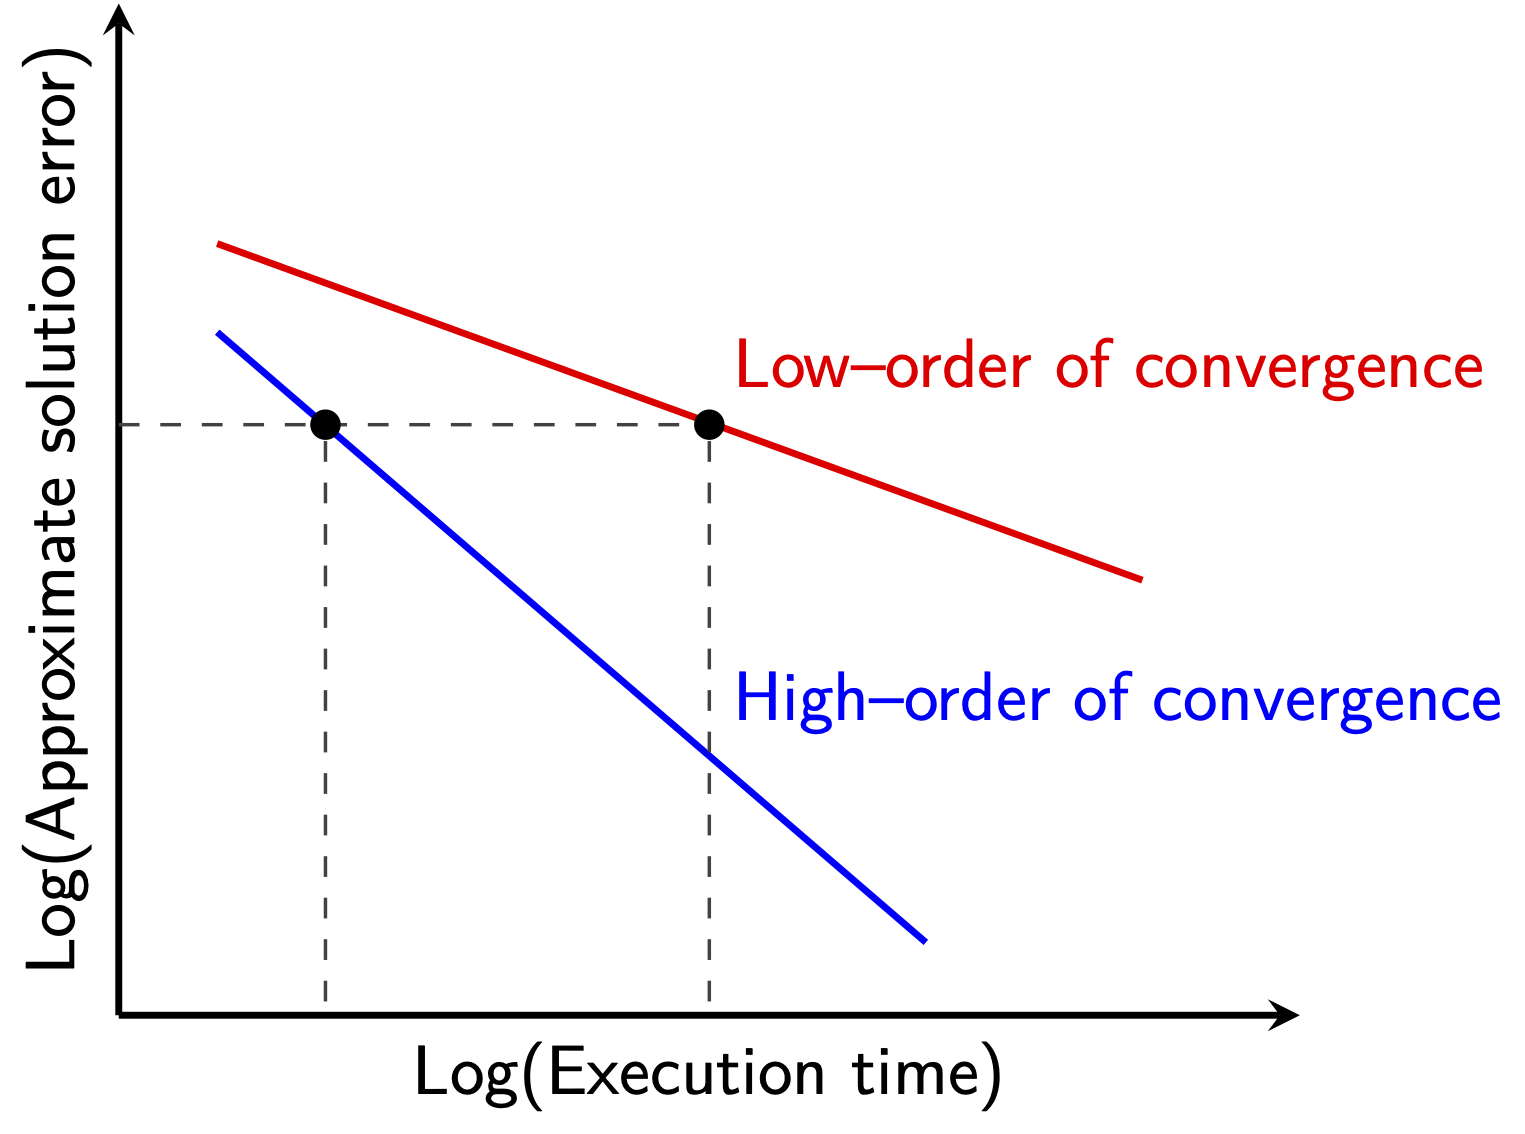 Log(Approximate solution error)
Low–order of convergence
High–order of convergence
Log(Execution time)